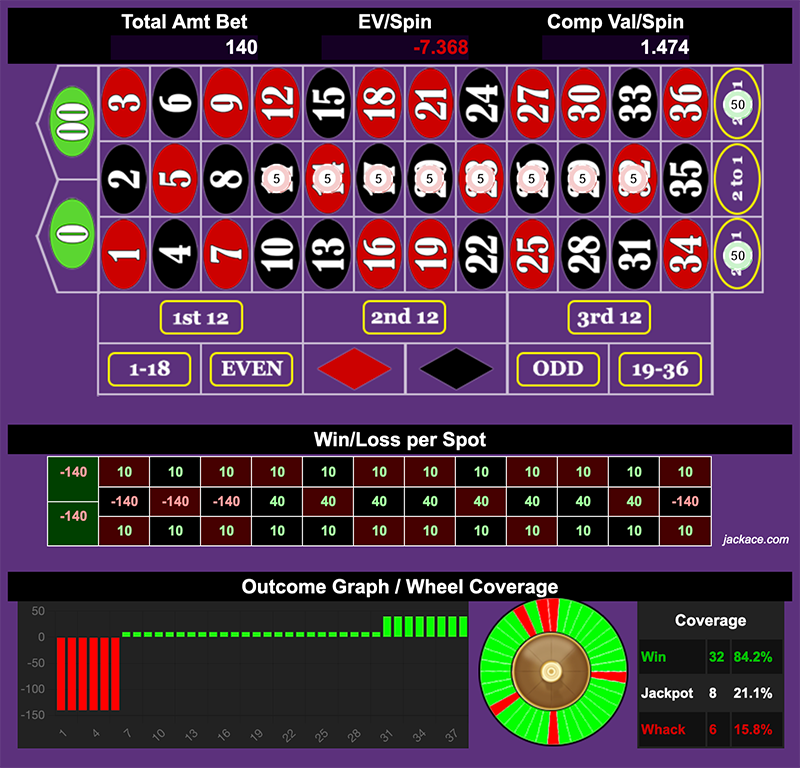 Total Amt Bet EV/Spin Comp Val/Spin
140 -7.368 1.474
00 3 6 9 12 15 18 21 24 27 30 33 36 50
2 5 8 5 5 5 5 5 5 5 5 35 2 to 1
0 1 4 7 10 13 16 19 22 25 28 31 34 50
1st 12 2nd 12 3rd 12
1-18 EVEN ODD 19-36
Win/Loss per Spot
-140 10 10 10 10 10 10 10 10 10 10 10 10
-140 -140 -140 40 40 40 40 40 40 40 40 -140
-140 10 10 10 10 10 10 10 10 10 10 10 10
jackace.com
Outcome Graph / Wheel Coverage
50
0
-50
-100
-150
1 4 7 10 13 16 19 22 25 28 31 34 37
Coverage
Win 32 84.2%
Jackpot 8 21.1%
Whack 6 15.8%